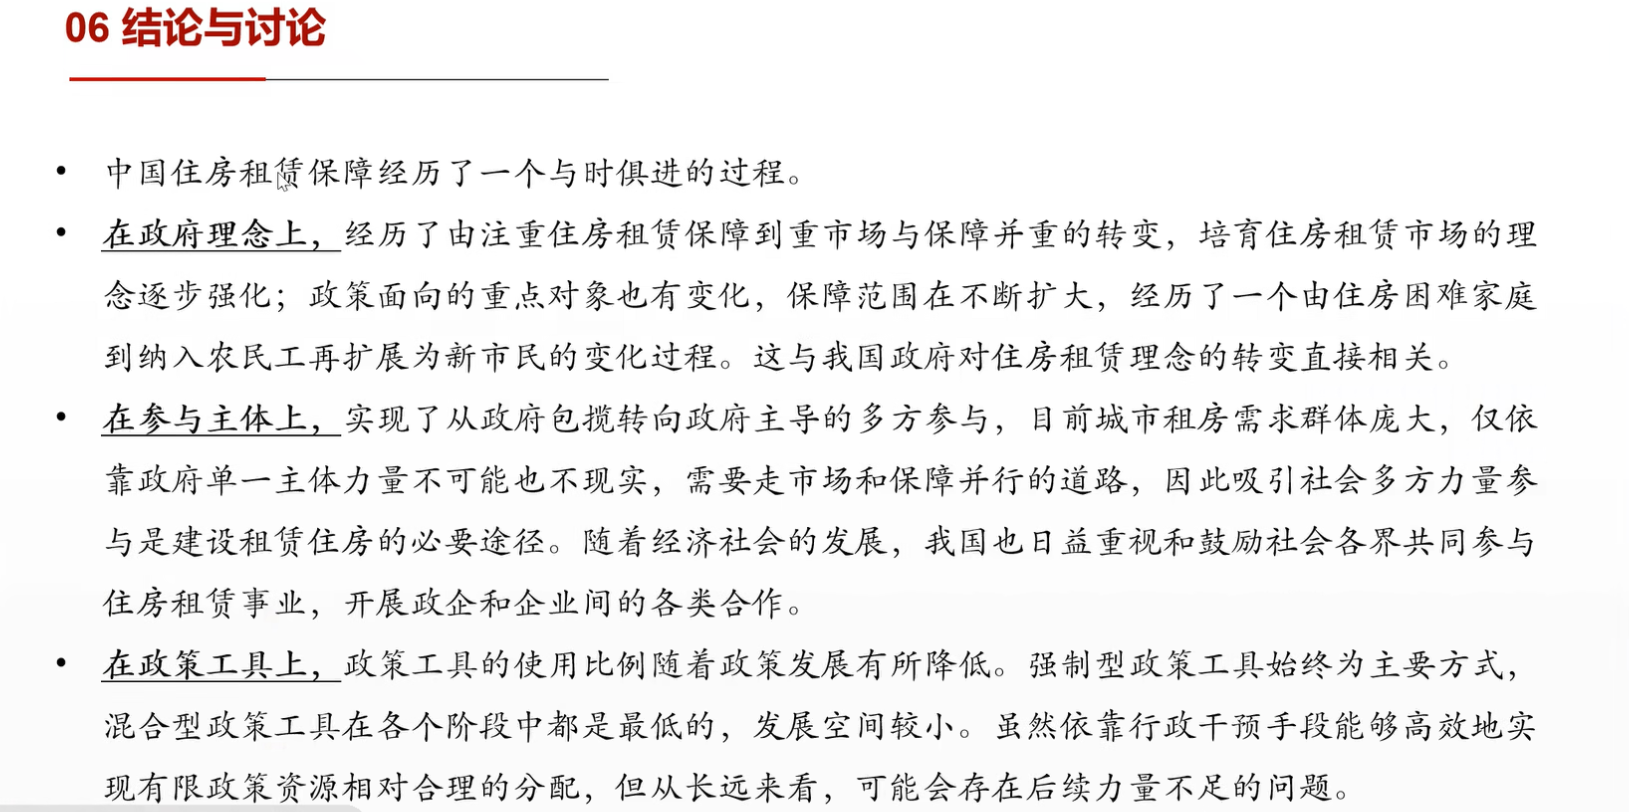 06 结论与讨论
• 中国住房租赁保障经历了一个与时俱进的过程。
• 在政府理念上，经历了由注重住房租赁保障到重市场与保障并重的转变，培育住房租赁市场的理
念逐步强化；政策面向的重点对象也有变化，保障范围在不断扩大，经历了一个由住房困难家庭
到纳入农民工再扩展为新市民的变化过程。这与我国政府对住房租赁理念的转变直接相关。
• 在参与主体上，实现了从政府包揽转向政府主导的多方参与，目前城市租房需求群体庞大，仅依
靠政府单一主体力量不可能也不现实，需要走市场和保障并行的道路，因此吸引社会多方力量参
与是建设租赁住房的必要途径。随着经济社会的发展，我国也日益重视和鼓励社会各界共同参与
住房租赁事业，开展政企和企业间的各类合作。
• 在政策工具上，政策工具的使用比例随着政策发展有所降低。强制型政策工具始终为主要方式，
混合型政策工具在各个阶段中都是最低的，发展空间较小。虽然依靠行政干预手段能够高效地实
现有限政策资源相对合理的分配，但从长远来看，可能会存在后续力量不足的问题。